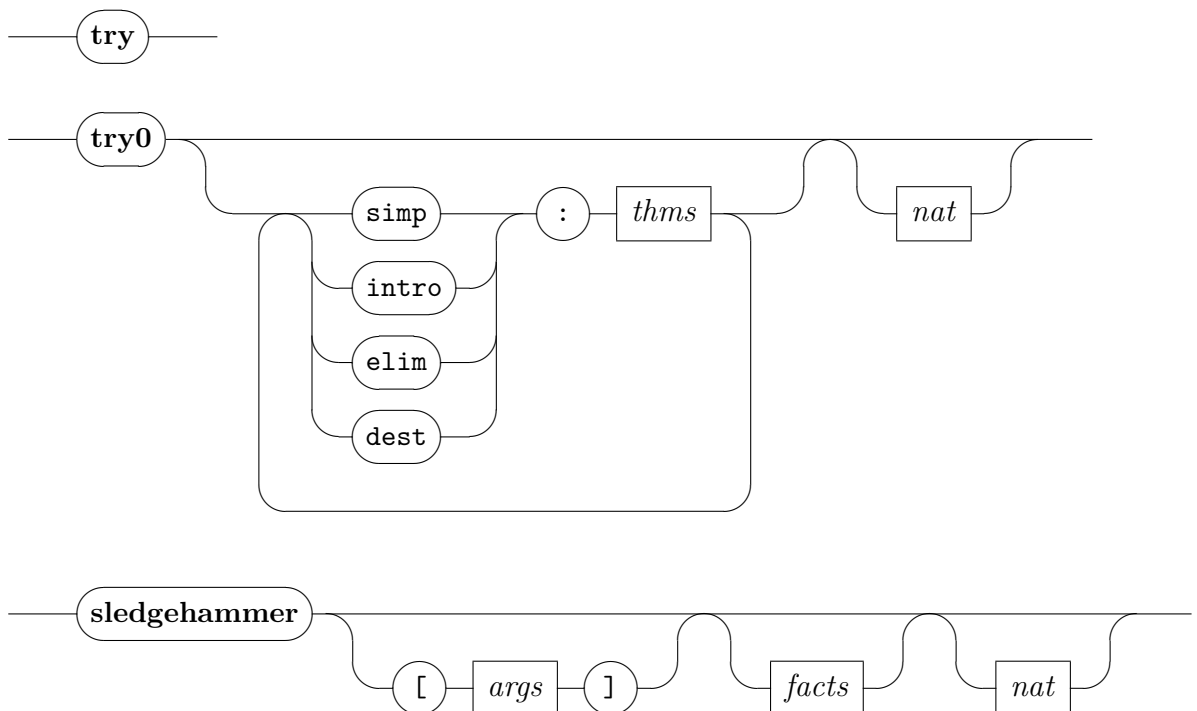 try
try0
simp : thms nat
intro
elim
dest
sledgehammer
[ args ] facts nat